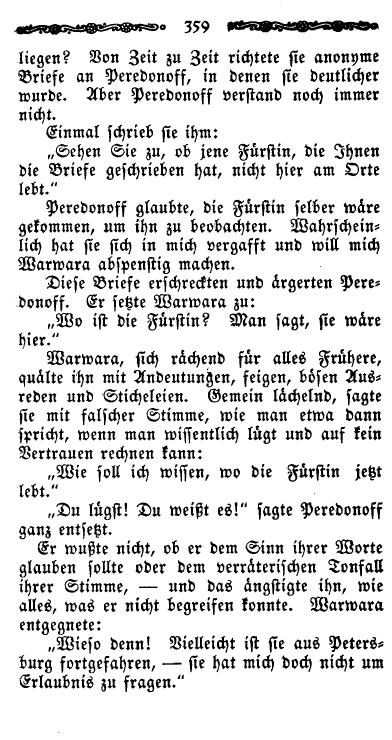 359
liegen? Von Zeit zu Zeit richtete sie anonyme
Briefe an Peredonoff, in denen sie deutlicher
wurde. Aber Peredonoff verstand noch immer
nicht.
Einmal schrieb sie ihm:
„Sehen Sie zu, ob jene Fürstin, die Ihnen
die Briefe geschrieben hat, nicht hier am Orte
lebt.“
Peredonoff glaubte, die Fürstin selber wäre
gekommen, um ihn zu beobachten. Wahrschein-
lich hat sie sich in mich vergafft und will mich
Warwara abspenstig machen.
Diese Briefe erschreckten und ärgerten Pere-
donoff. Er setzte Warwara zu:
„Wo ist die Fürstin? Man sagt, sie wäre
hier.“
Warwara, sich rächend für alles Frühere,
quälte ihn mit Andeutungen, feigen, bösen Aus-
reden und Sticheleien. Gemein lächelnd, sagte
sie mit falscher Stimme, wie man etwa dann
spricht, wenn man wissentlich lügt und auf kein
Vertrauen rechnen kann:
„Wie soll ich wissen, wo die Fürstin jetzt
lebt.“
„Du lügst! Du weißt es!“ sagte Peredonoff
ganz entsetzt.
Er wußte nicht, ob er dem Sinn ihrer Worte
glauben sollte oder dem verräterischen Tonfall
ihrer Stimme, — und das ängstigte ihn, wie
alles, was er nicht begreifen konnte. Warwara
entgegnete:
„Wieso denn! Vielleicht ist sie aus Peters-
burg fortgefahren, — sie hat mich doch nicht um
Erlaubnis zu fragen.“